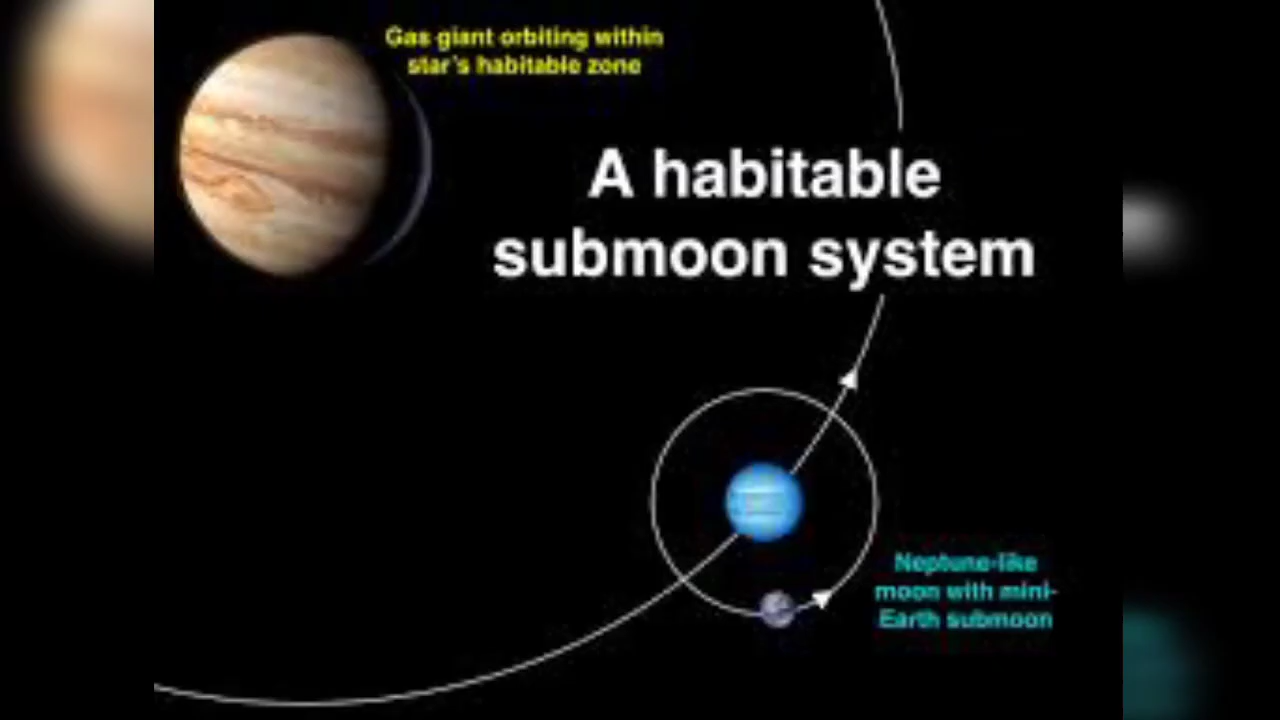 Gas giant orbiting within
star's habitable zone
A habitable
submoon system
Neptune-like
moon with mini-
Earth submoon